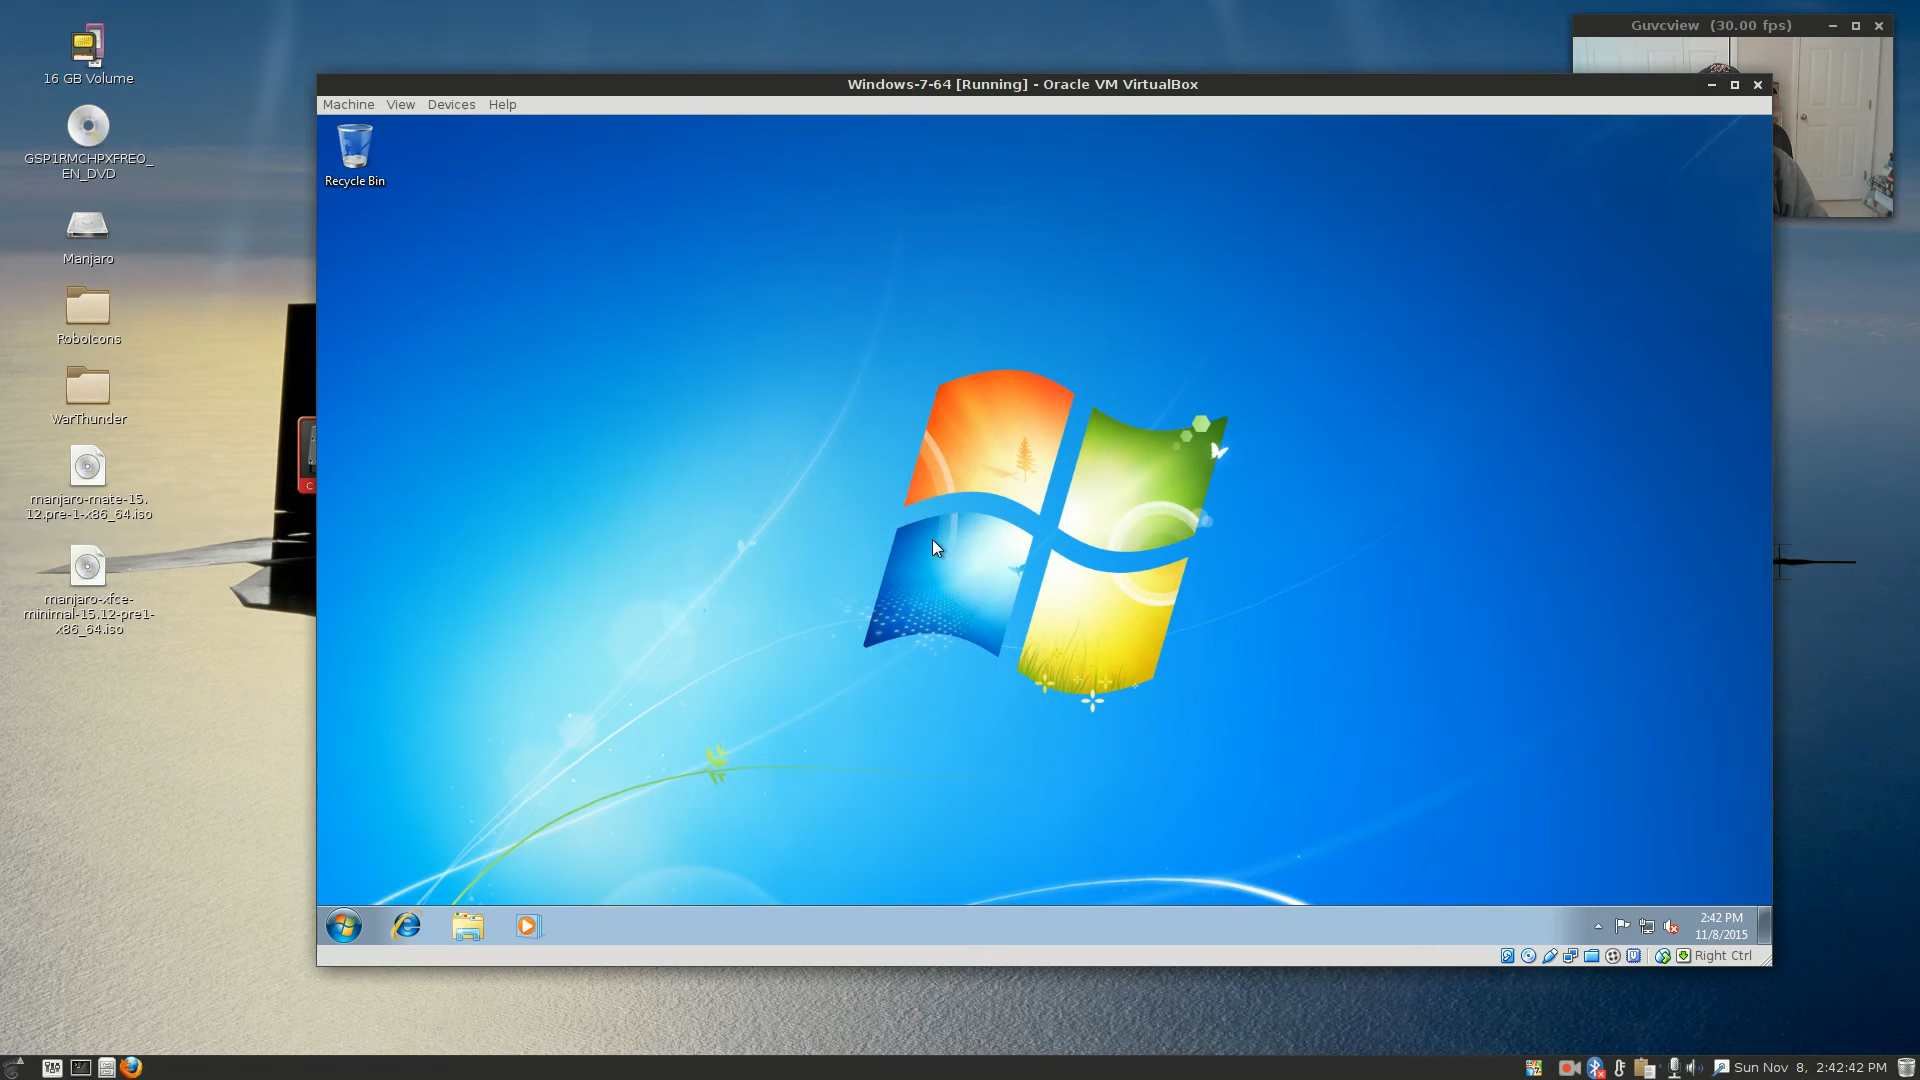 16 GB Volume
GSP1RMCHPXFREO_
EN_DVD
Manjaro
RoboIcons
WarThunder
manjaro-mate-15.
12.pre-1-x86_64.iso
manjaro-xfce-
minimal-15.12-pre1-
x86_64.iso
Guvcview (30.00 fps)
Windows-7-64 [Running] - Oracle VM VirtualBox
Machine View Devices Help
Recycle Bin
C
2:42 PM
11/8/2015
Right Ctrl
Sun Nov 8, 2:42:42 PM